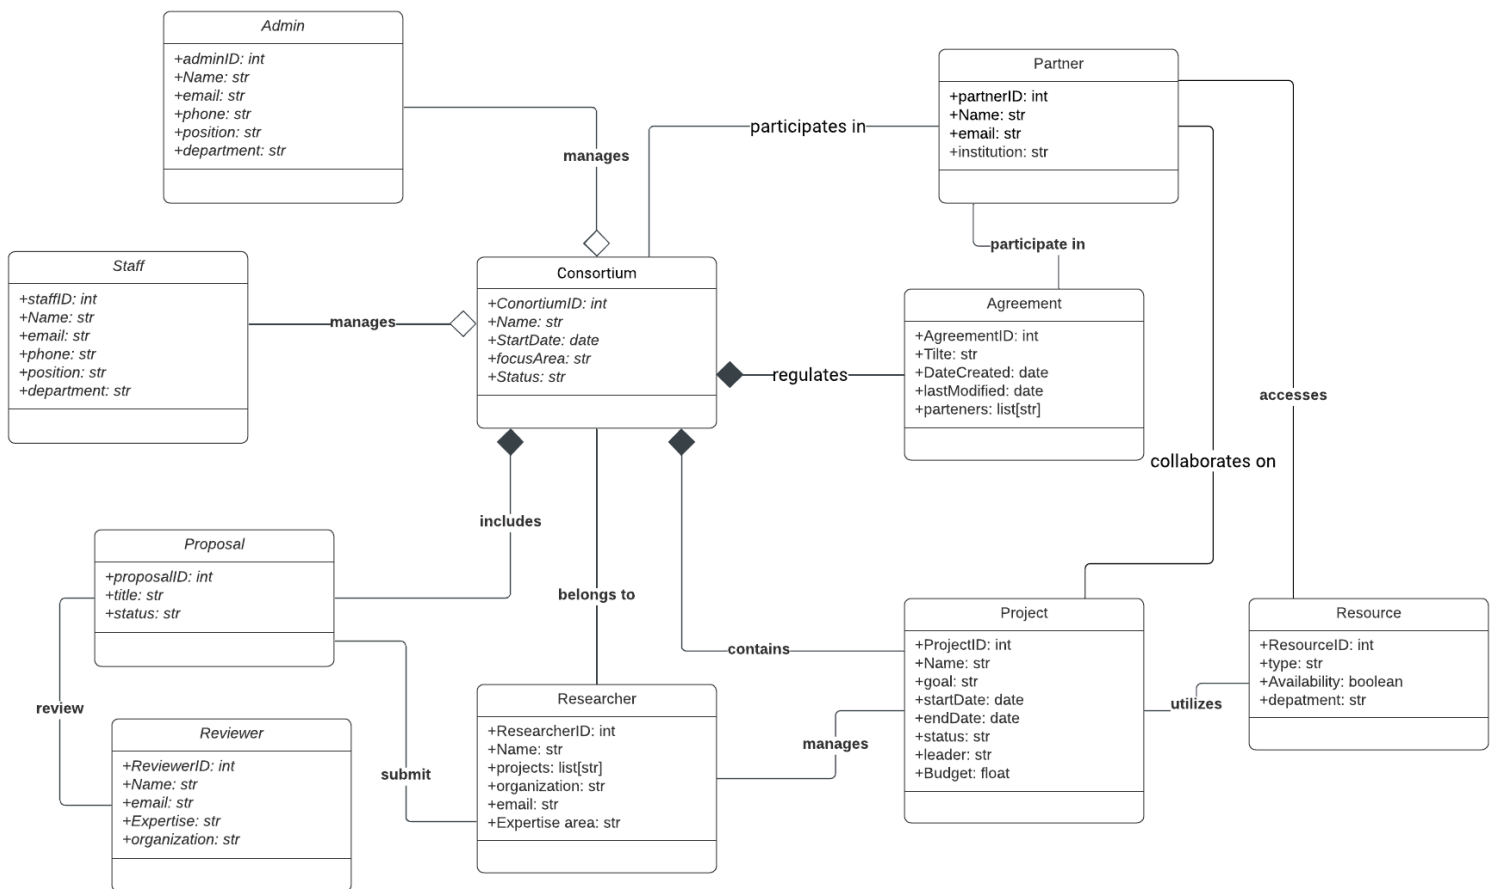 Admin
+adminID: int
+Name: str
+email: str
+phone: str
+position: str
+department: str
manages
Staff
+staffID: int
+Name: str
+email: str
+phone: str
+position: str
+department: str
manages
Consortium
+ConortiumID: int
+Name: str
+StartDate: date
+focusArea: str
+Status: str
participates in
Partner
+partnerID: int
+Name: str
+email: str
+institution: str
participate in
Agreement
+AgreementID: int
+Tilte: str
+DateCreated: date
+lastModified: date
+parteners: list[str]
regulates
accesses
collaborates on
includes
belongs to
contains
Proposal
+proposalID: int
+title: str
+status: str
review
submit
Reviewer
+ReviewerID: int
+Name: str
+email: str
+Expertise: str
+organization: str
Researcher
+ResearcherID: int
+Name: str
+projects: list[str]
+organization: str
+email: str
+Expertise area: str
manages
Project
+ProjectID: int
+Name: str
+goal: str
+startDate: date
+endDate: date
+status: str
+leader: str
+Budget: float
utilizes
Resource
+ResourceID: int
+type: str
+Availability: boolean
+depatment: str